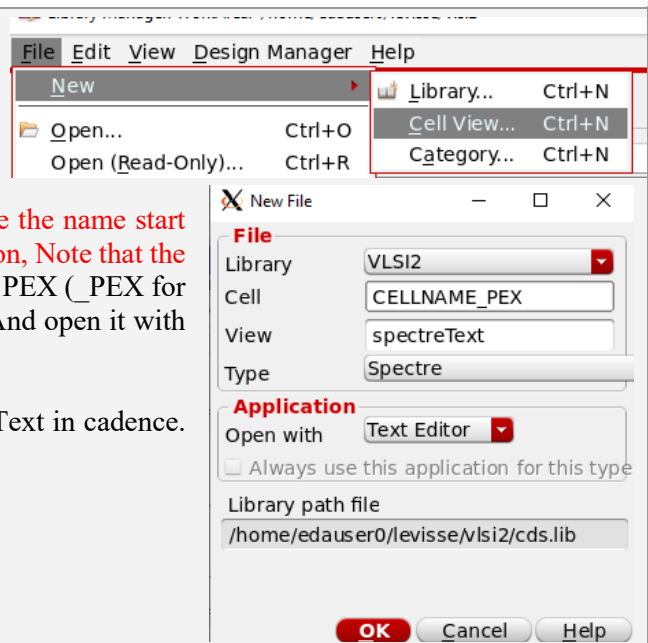 File Edit View Design Manager Help
New
Library... Ctrl+N
Open... Ctrl+O
Cell View... Ctrl+N
Open (Read-Only)... Ctrl+R
Category... Ctrl+N
e the name start
on, Note that the
PEX (_PEX for
And open it with
Text in cadence.
New File
File
Library VLSI2
Cell CELLNAME_PEX
View spectreText
Type Spectre
Application
Open with Text Editor
Always use this application for this type
Library path file
/home/edauser0/levisse/vlsi2/cds.lib
OK Cancel Help